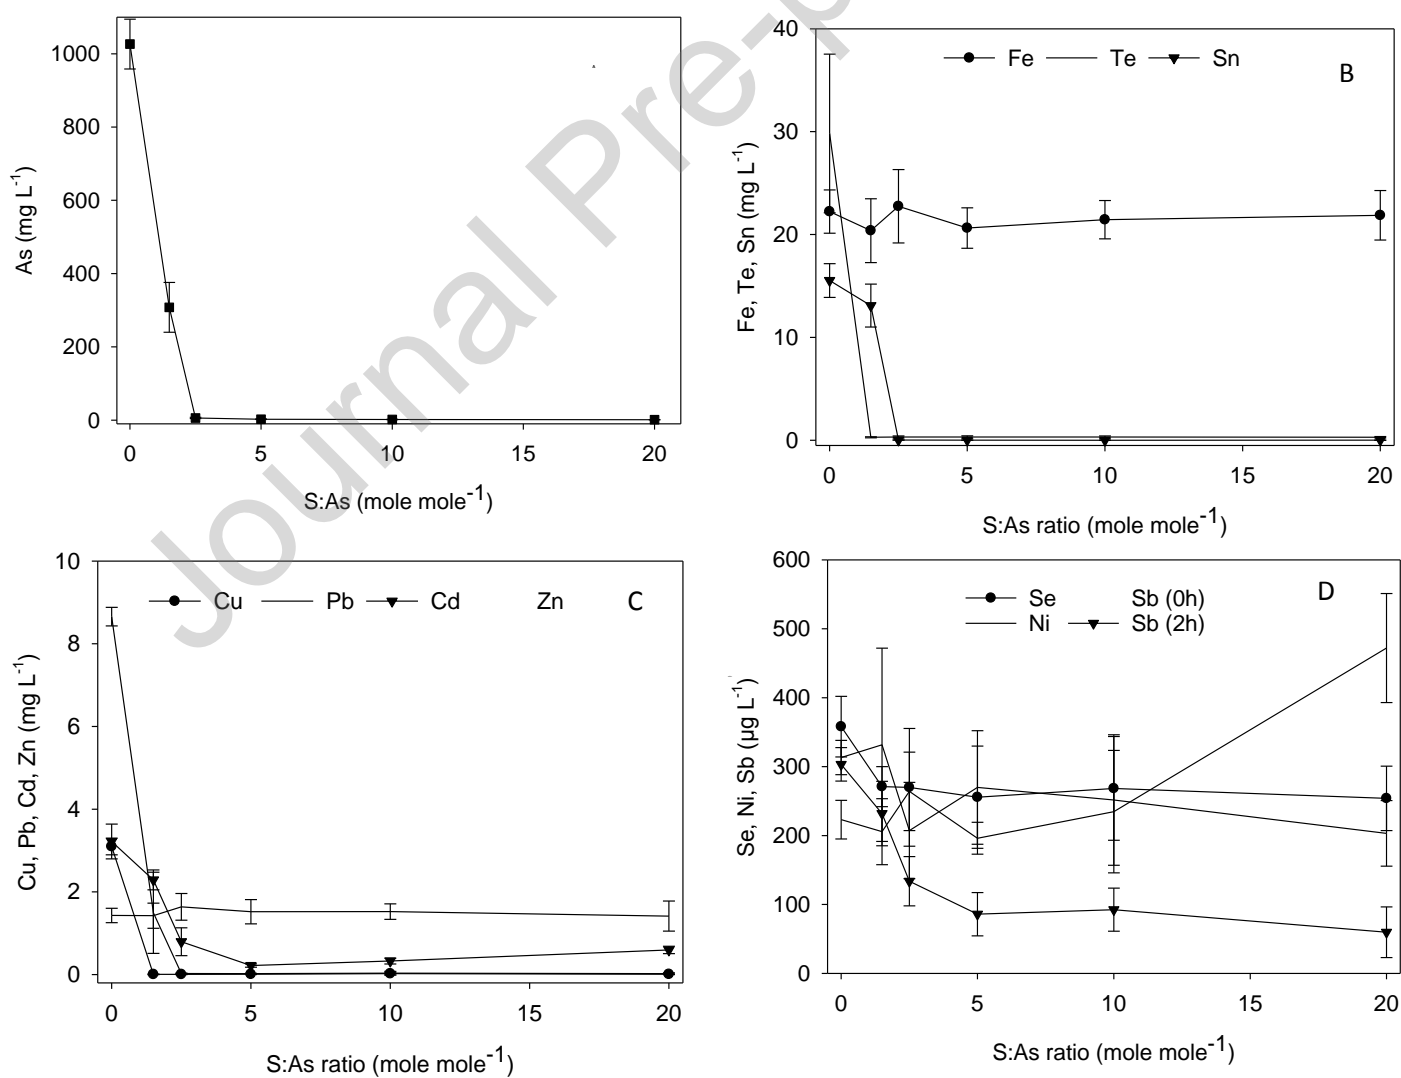 Journal Pre-p
1000
800
600
400
200
0
As (mg L-1)
0 5 10 15 20
S:As (mole mole-1)
40
30
20
10
0
Fe, Te, Sn (mg L-1)
Fe Te Sn
B
0 5 10 15 20
S:As ratio (mole mole-1)
10
8
6
4
2
0
Cu, Pb, Cd, Zn (mg L-1)
Cu Pb Cd Zn C
0 5 10 15 20
S:As ratio (mole mole-1)
600
500
400
300
200
100
0
Se, Ni, Sb (µg L-1)
Se Sb (0h)
Ni Sb (2h)
D
0 5 10 15 20
S:As ratio (mole mole-1)